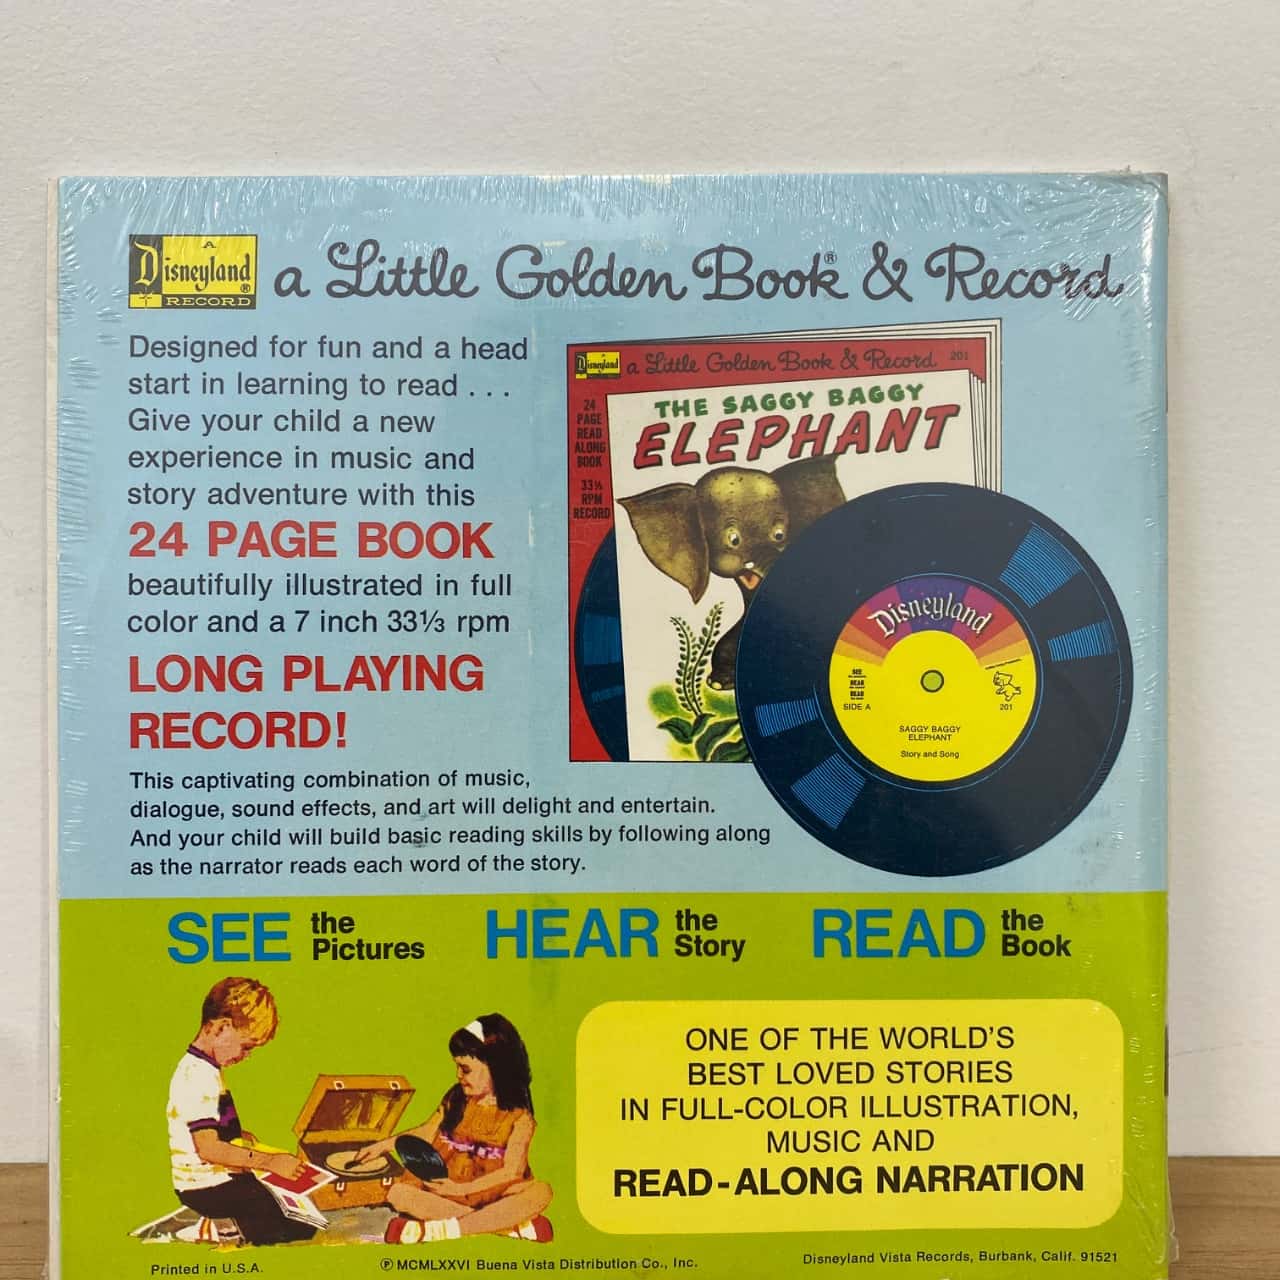 A
Disneyland®
RECORD
a Little Golden Book® & Record
Designed for fun and a head
start in learning to read . . .
Give your child a new
experience in music and
story adventure with this
24 PAGE BOOK
beautifully illustrated in full
color and a 7 inch 33⅓ rpm
LONG PLAYING
RECORD!
This captivating combination of music,
dialogue, sound effects, and art will delight and entertain.
And your child will build basic reading skills by following along
as the narrator reads each word of the story.
Disneyland
a Little Golden Book & Record 201
24
PAGE
READ
ALONG
BOOK
33⅓
RPM
RECORD
THE SAGGY BAGGY
ELEPHANT
Disneyland
SEE
HEAR
READ
SIDE A
201
SAGGY BAGGY
ELEPHANT
Story and Song
SEE the Pictures
HEAR the Story
READ the Book
ONE OF THE WORLD'S
BEST LOVED STORIES
IN FULL-COLOR ILLUSTRATION,
MUSIC AND
READ-ALONG NARRATION
Printed in U.S.A.
℗ MCMLXXVI Buena Vista Distribution Co., Inc.
Disneyland Vista Records, Burbank, Calif. 91521